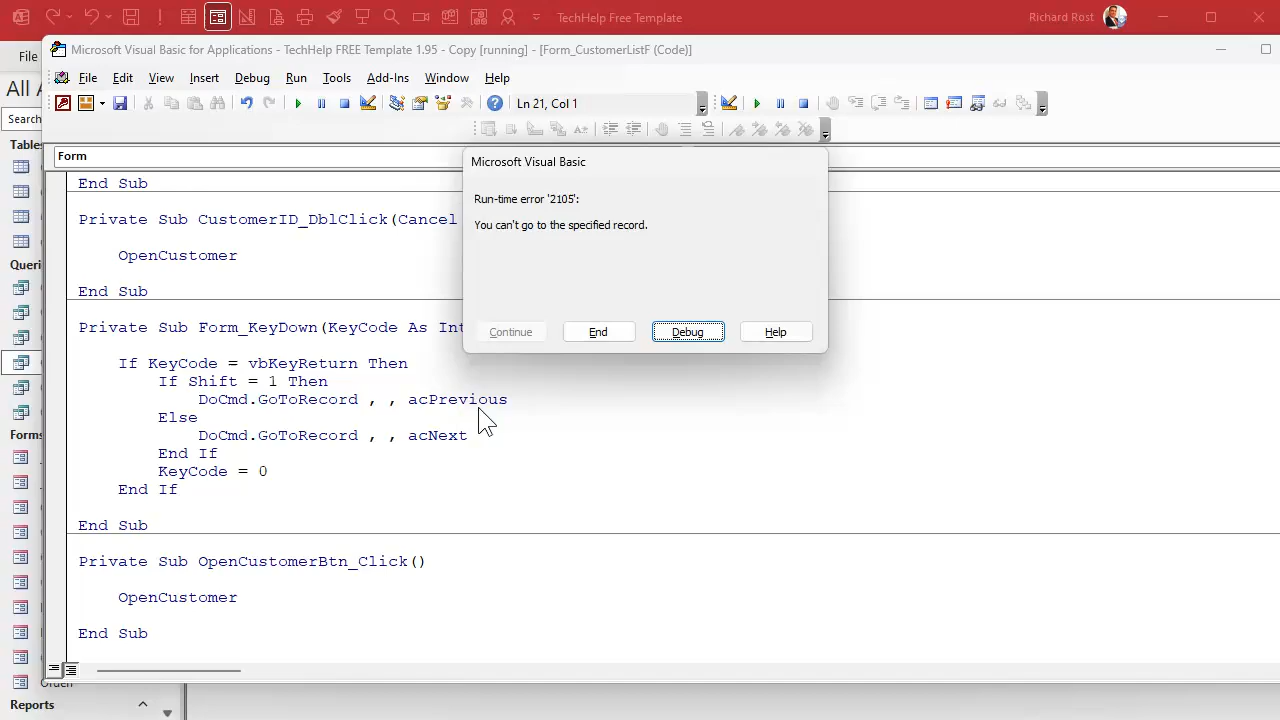 TechHelp Free Template
Richard Rost
File
Microsoft Visual Basic for Applications - TechHelp FREE Template 1.95 - Copy [running] - [Form_CustomerListF (Code)]
File Edit View Insert Debug Run Tools Add-Ins Window Help
All A
Ln 21, Col 1
Search
Table
Form
Microsoft Visual Basic
Run-time error '2105':
You can't go to the specified record.
Continue End Debug Help
End Sub
Private Sub CustomerID_DblClick(Cancel
OpenCustomer
Queri
End Sub
Private Sub Form_KeyDown(KeyCode As Int
If KeyCode = vbKeyReturn Then
If Shift = 1 Then
DoCmd.GoToRecord , , acPrevious
Else
DoCmd.GoToRecord , , acNext
Forms
End If
KeyCode = 0
End If
End Sub
Private Sub OpenCustomerBtn_Click()
OpenCustomer
End Sub
Reports